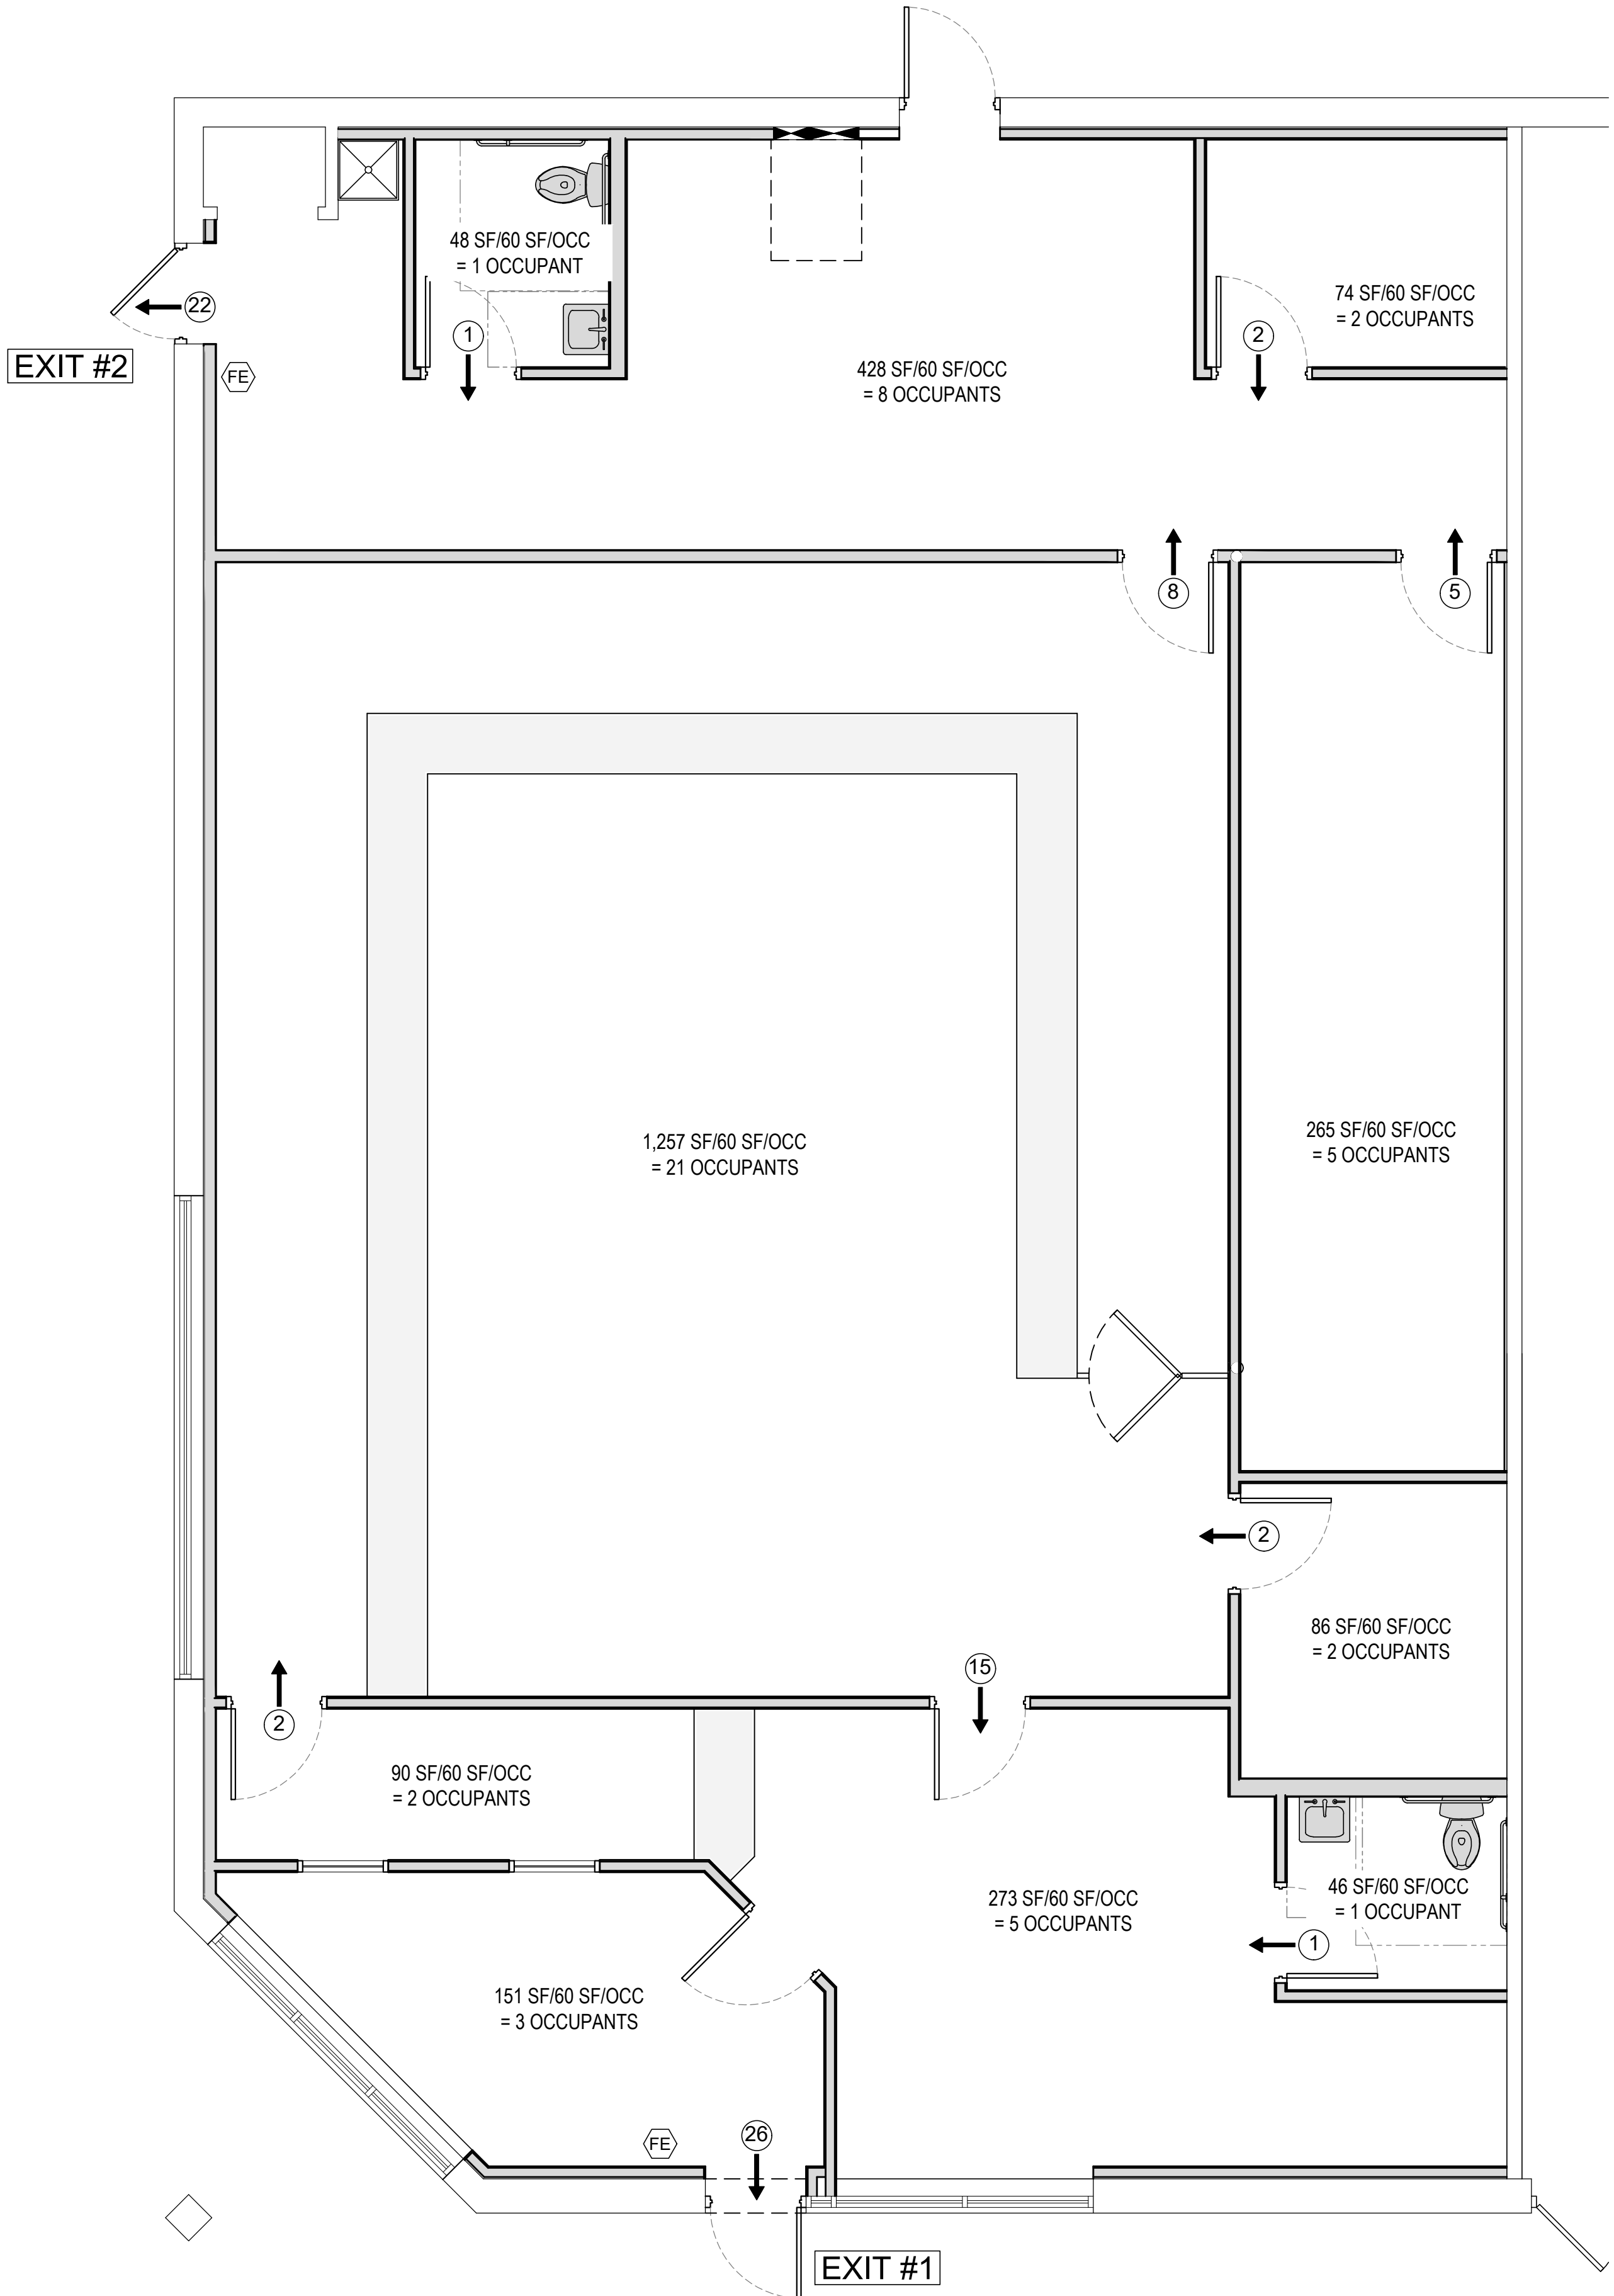 48 SF/60 SF/OCC
= 1 OCCUPANT
22
EXIT #2
FE
1
428 SF/60 SF/OCC
= 8 OCCUPANTS
2
74 SF/60 SF/OCC
= 2 OCCUPANTS
8
5
1,257 SF/60 SF/OCC
= 21 OCCUPANTS
265 SF/60 SF/OCC
= 5 OCCUPANTS
2
86 SF/60 SF/OCC
= 2 OCCUPANTS
15
2
90 SF/60 SF/OCC
= 2 OCCUPANTS
273 SF/60 SF/OCC
= 5 OCCUPANTS
46 SF/60 SF/OCC
= 1 OCCUPANT
1
151 SF/60 SF/OCC
= 3 OCCUPANTS
FE
26
EXIT #1